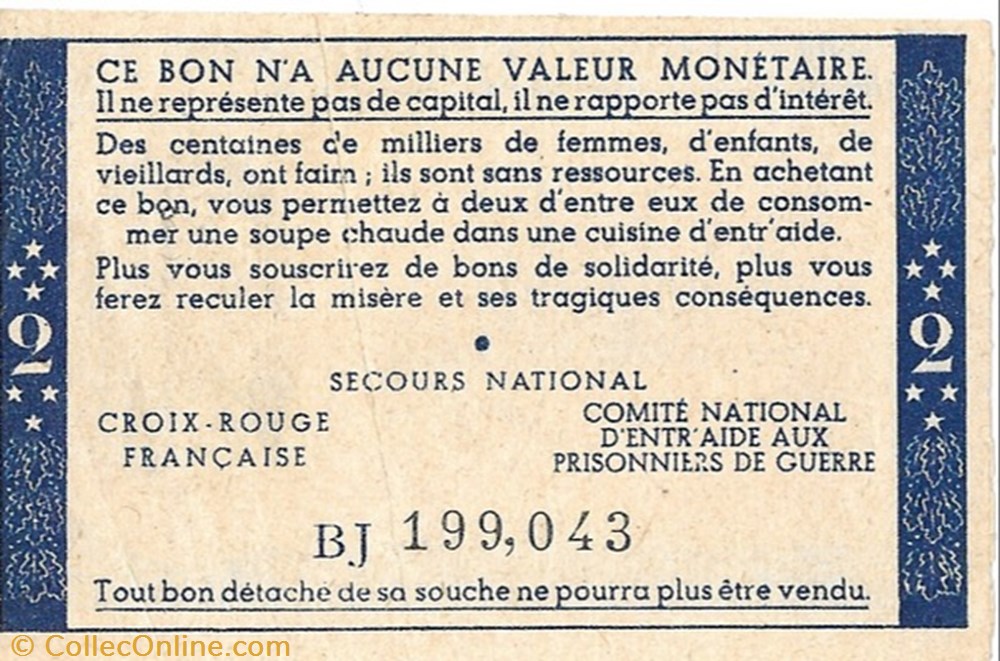 CE BON N'A AUCUNE VALEUR MONÉTAIRE.
Il ne représente pas de capital, il ne rapporte pas d'intérêt.
Des centaines de milliers de femmes, d'enfants, de
vieillards, ont faim ; ils sont sans ressources. En achetant
ce bon, vous permettez à deux d'entre eux de consom-
mer une soupe chaude dans une cuisine d'entr'aide.
Plus vous souscrirez de bons de solidarité, plus vous
ferez reculer la misère et ses tragiques conséquences.
2
2
SECOURS NATIONAL
CROIX-ROUGE
FRANÇAISE
COMITÉ NATIONAL
D'ENTR'AIDE AUX
PRISONNIERS DE GUERRE
BJ 199,043
Tout bon détaché de sa souche ne pourra plus être vendu.
© CollecOnline.com